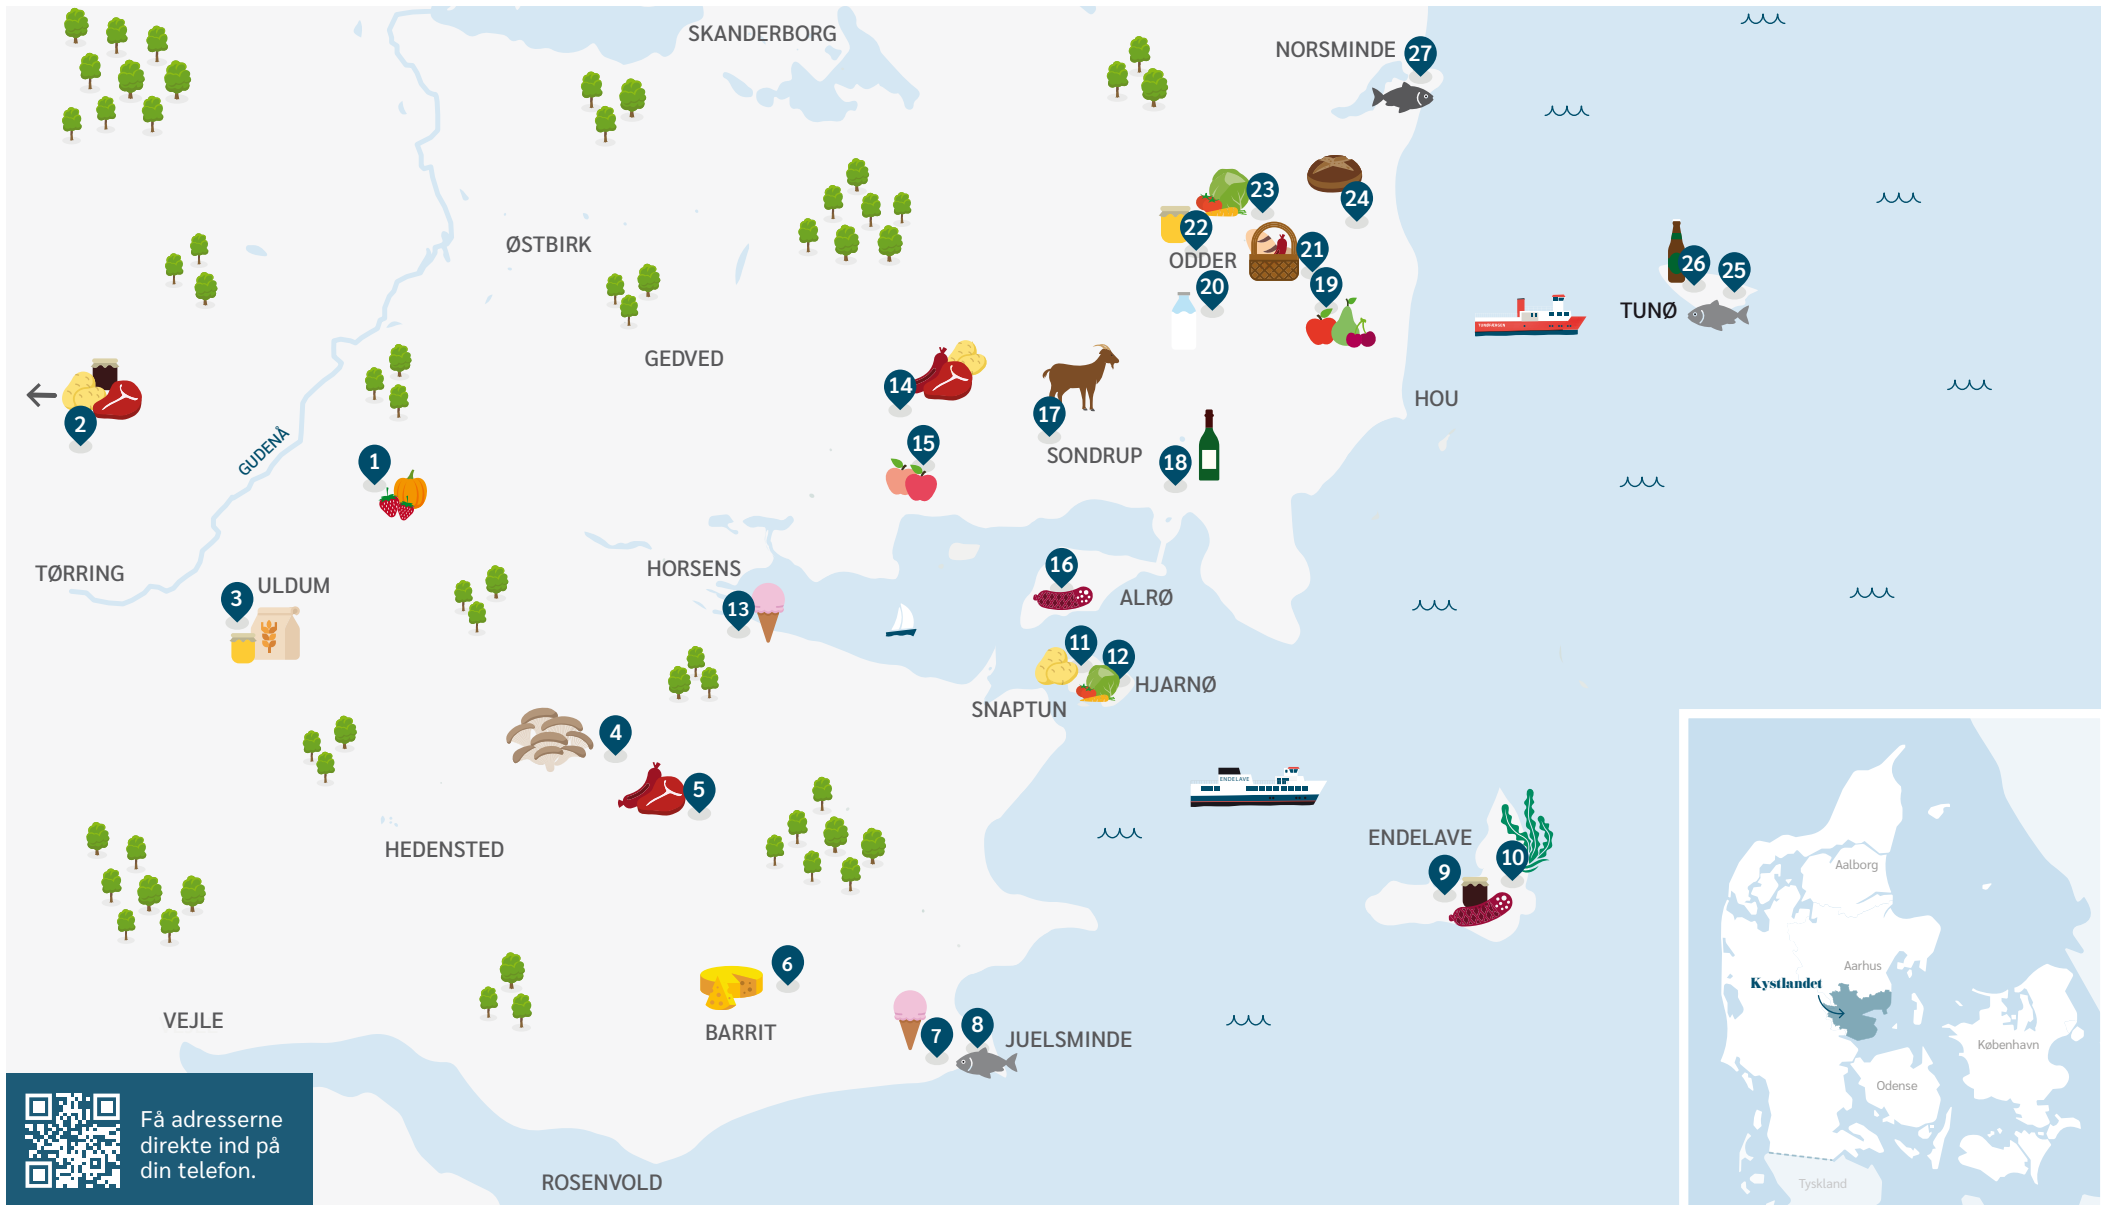 SKANDERBORG
NORSMINDE
27
23
24
22
21
ODDER
20
19
ØSTBIRK
26
25
TUNØ
TUNØFÆRGEN
GEDVED
14
2
17
HOU
GUDENÅ
1
15
SONDRUP
18
TØRRING
3
ULDUM
HORSENS
13
16
ALRØ
11
12
HJARNØ
SNAPTUN
4
5
ENDELAVE
HEDENSTED
ENDELAVE
9
10
6
BARRIT
7
8
JUELSMINDE
VEJLE
Få adresserne
direkte ind på
din telefon.
ROSENVOLD
Aalborg
Aarhus
Kystlandet
København
Odense
Tyskland